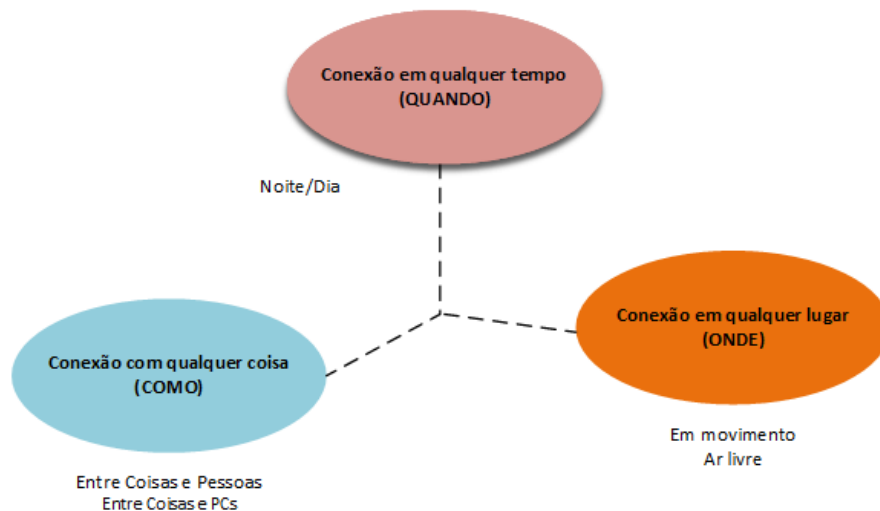 Conexão em qualquer tempo
(QUANDO)
Noite/Dia
Conexão em qualquer lugar
(ONDE)
Conexão com qualquer coisa
(COMO)
Em movimento
Ar livre
Entre Coisas e Pessoas
Entre Coisas e PCs